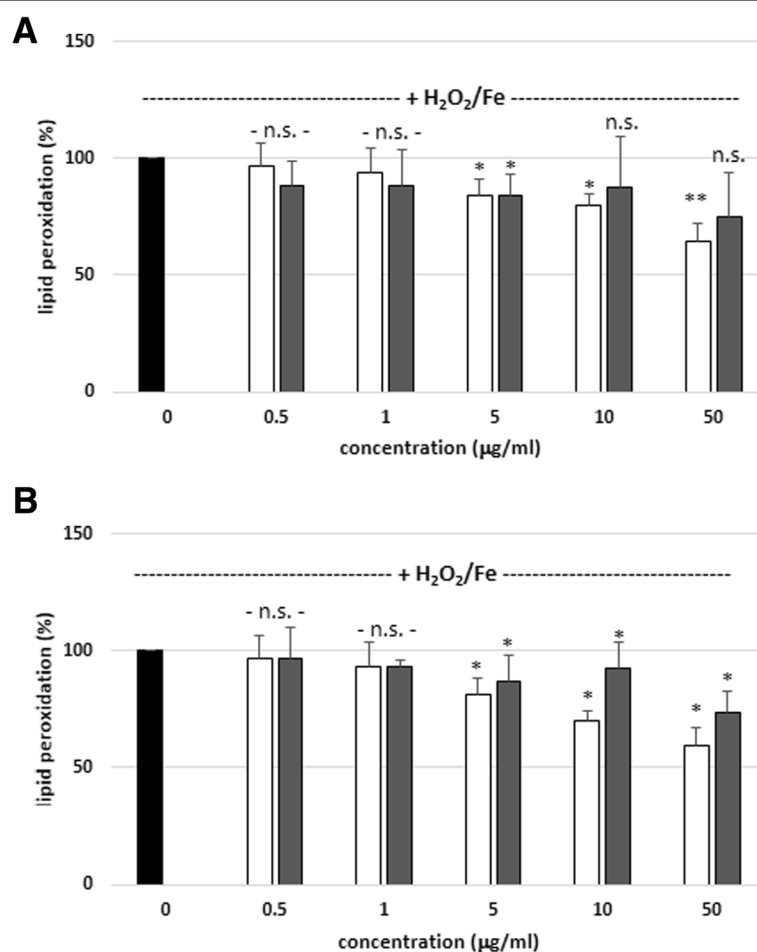 A
150
+ H₂O₂/Fe
n.s.
- n.s. - - n.s. -
n.s.
100
* * * **
lipid peroxidation (%)
50
0
0 0.5 1 5 10 50
concentration (μg/ml)
B
150
+ H₂O₂/Fe
- n.s. - - n.s. -
100
* * * * * *
lipid peroxidation (%)
50
0
0 0.5 1 5 10 50
concentration (μg/ml)